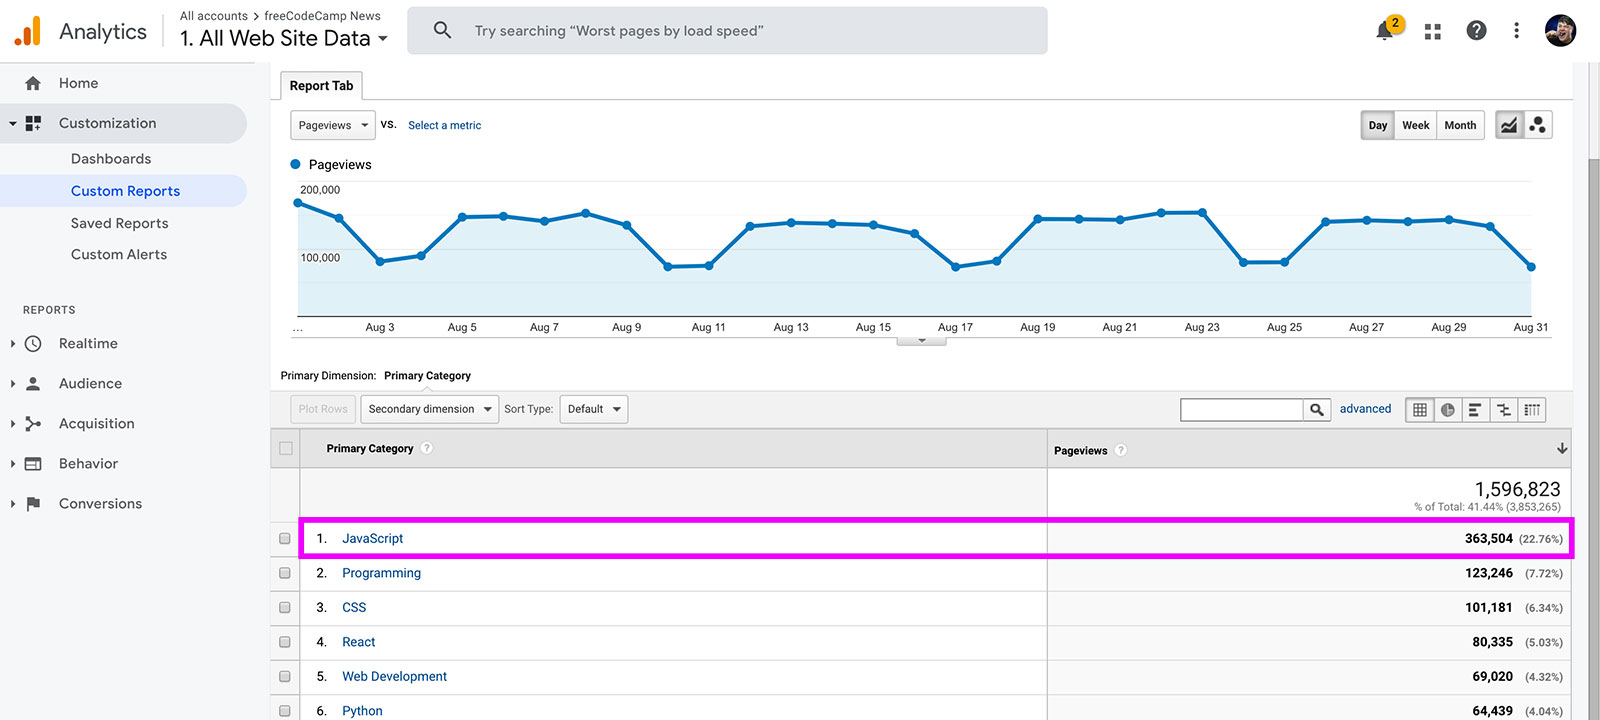 Analytics
All accounts > freeCodeCamp News
1. All Web Site Data
Try searching “Worst pages by load speed”
2
Home
Customization
Dashboards
Custom Reports
Saved Reports
Custom Alerts
REPORTS
Realtime
Audience
Acquisition
Behavior
Conversions
Report Tab
Pageviews
VS.
Select a metric
Day
Week
Month
Pageviews
200,000
100,000
... Aug 3 Aug 5 Aug 7 Aug 9 Aug 11 Aug 13 Aug 15 Aug 17 Aug 19 Aug 21 Aug 23 Aug 25 Aug 27 Aug 29 Aug 31
Primary Dimension: Primary Category
Plot Rows
Secondary dimension
Sort Type:
Default
advanced
Primary Category ?
Pageviews ?
1,596,823
% of Total: 41.44% (3,853,265)
1. JavaScript 363,504 (22.76%)
2. Programming 123,246 (7.72%)
3. CSS 101,181 (6.34%)
4. React 80,335 (5.03%)
5. Web Development 69,020 (4.32%)
6. Python 64,439 (4.04%)